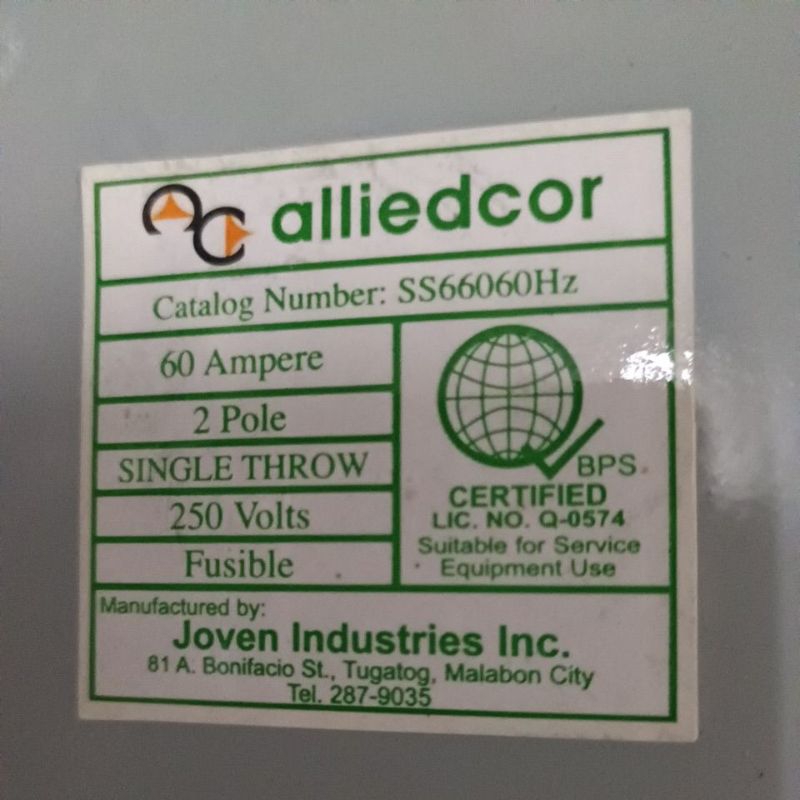 alliedcor
Catalog Number: SS66060Hz
60 Ampere
2 Pole
SINGLE THROW
250 Volts
Fusible
BPS
CERTIFIED
LIC. NO. Q-0574
Suitable for Service
Equipment Use
Manufactured by:
Joven Industries Inc.
81 A. Bonifacio St., Tugatog, Malabon City
Tel. 287-9035